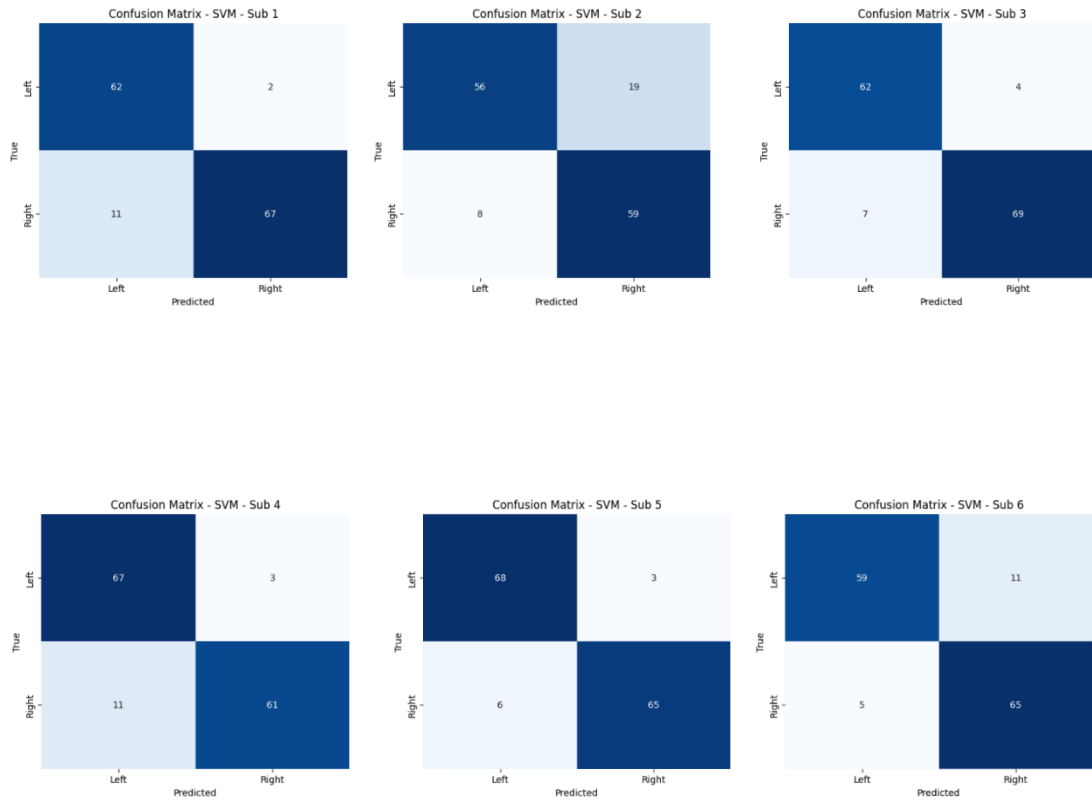 Confusion Matrix - SVM - Sub 1
Left
62
2
True
Right
11
67
Left
Right
Predicted
Confusion Matrix - SVM - Sub 2
Left
56
19
True
Right
8
59
Left
Right
Predicted
Confusion Matrix - SVM - Sub 3
Left
62
4
True
Right
7
69
Left
Right
Predicted
Confusion Matrix - SVM - Sub 4
Left
67
3
True
Right
11
61
Left
Right
Predicted
Confusion Matrix - SVM - Sub 5
Left
68
3
True
Right
6
65
Left
Right
Predicted
Confusion Matrix - SVM - Sub 6
Left
59
11
True
Right
5
65
Left
Right
Predicted